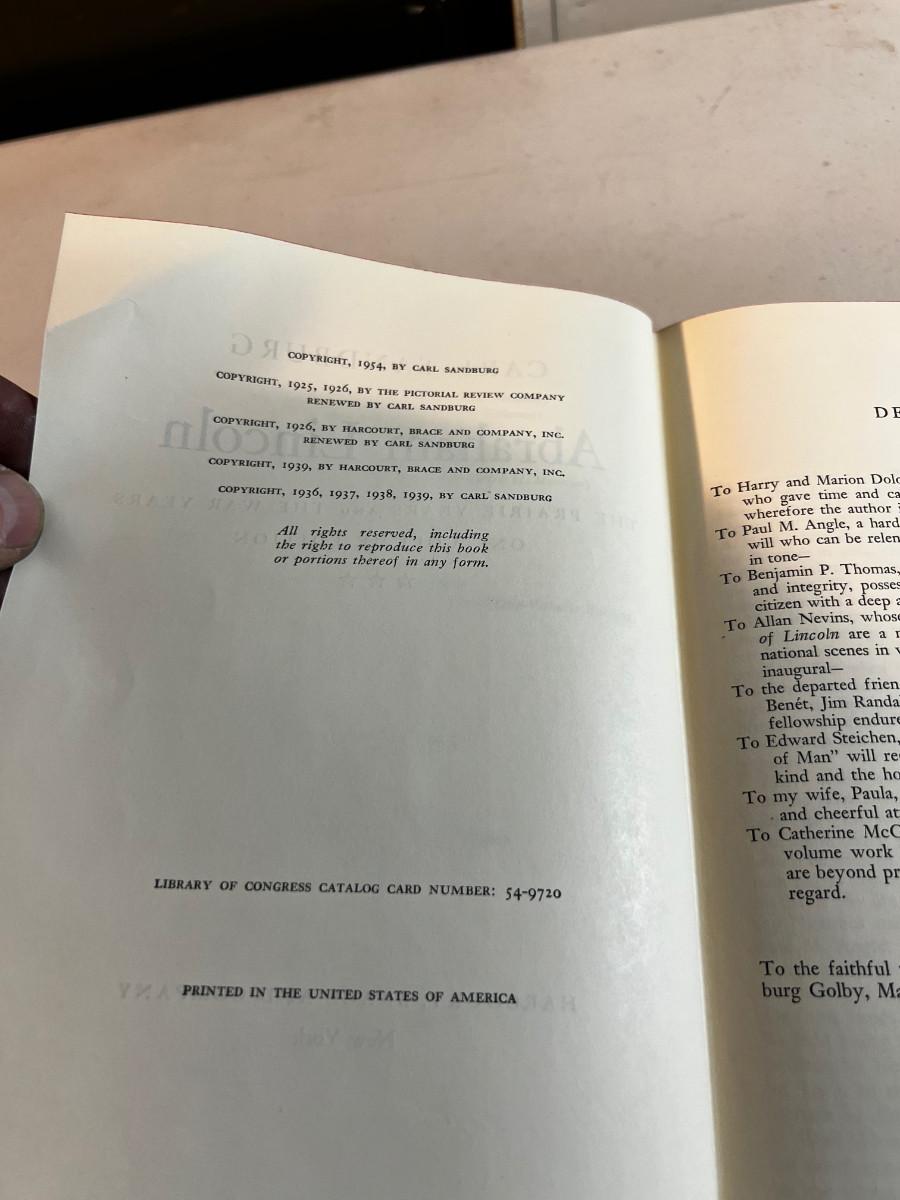 COPYRIGHT, 1954, BY CARL SANDBURG
COPYRIGHT, 1925, 1926, BY THE PICTORIAL REVIEW COMPANY
RENEWED BY CARL SANDBURG
COPYRIGHT, 1926, BY HARCOURT, BRACE AND COMPANY, INC.
RENEWED BY CARL SANDBURG
COPYRIGHT, 1939, BY HARCOURT, BRACE AND COMPANY, INC.
COPYRIGHT, 1936, 1937, 1938, 1939, BY CARL SANDBURG
All rights reserved, including
the right to reproduce this book
or portions thereof in any form.
LIBRARY OF CONGRESS CATALOG CARD NUMBER: 54-9720
PRINTED IN THE UNITED STATES OF AMERICA
DE
To Harry and Marion Dolo
who gave time and ca
wherefore the author i
To Paul M. Angle, a hard
will who can be relen
in tone—
To Benjamin P. Thomas,
and integrity, posses
citizen with a deep a
To Allan Nevins, whose
of Lincoln are a
national scenes in
inaugural—
To the departed frien
Benét, Jim Randa
fellowship endure
To Edward Steichen,
of Man” will re
kind and the ho
To my wife, Paula,
and cheerful at
To Catherine McC
volume work
are beyond pr
regard.
To the faithful
burg Golby, Ma